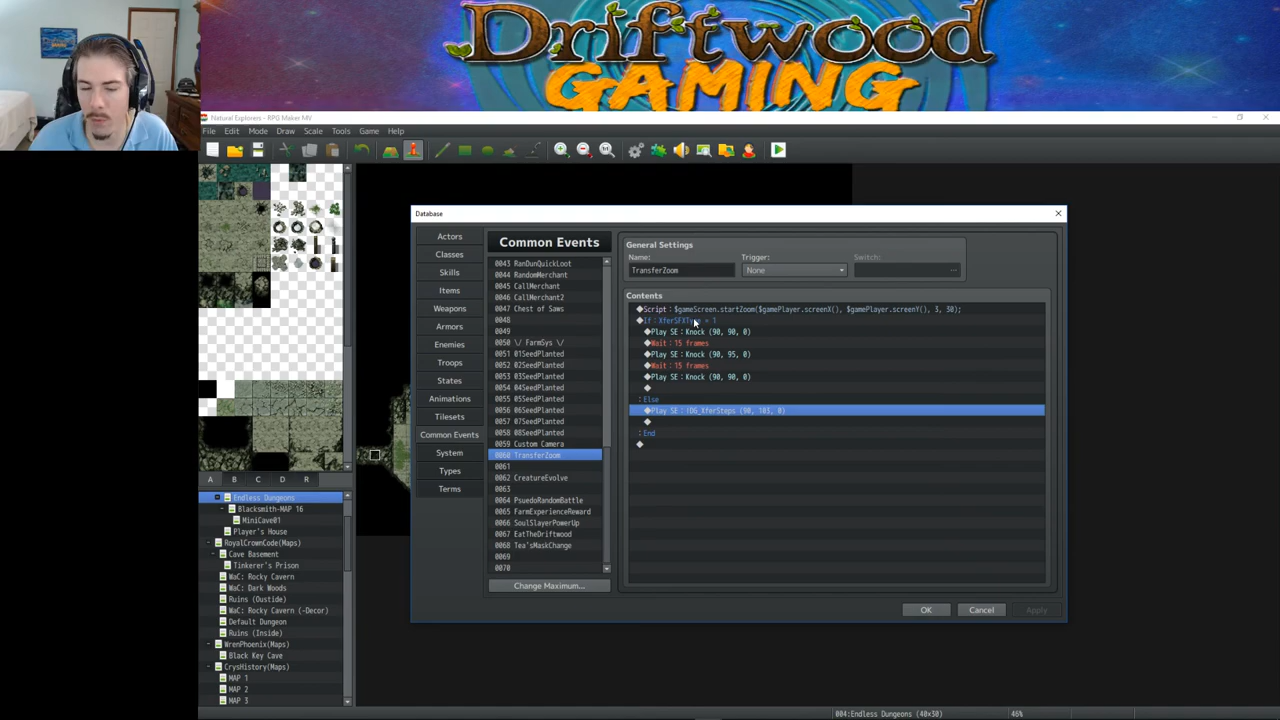 Driftwood
GAMING
Natural Explorers - RPG Maker MV
File Edit Mode Draw Scale Tools Game Help
Database
Actors
Classes
Skills
Items
Weapons
Armors
Enemies
Troops
States
Animations
Tilesets
Common Events
System
Types
Terms
Common Events
0043 RanDunQuickLoot
0044 RandomMerchant
0045 CallMerchant
0046 CallMerchant2
0047 Chest of Saws
0048
0049
0050 \/ FarmSys \/
0051 01SeedPlanted
0052 02SeedPlanted
0053 03SeedPlanted
0054 04SeedPlanted
0055 05SeedPlanted
0056 06SeedPlanted
0057 07SeedPlanted
0058 08SeedPlanted
0059 Custom Camera
0060 TransferZoom
0061
0062 CreatureEvolve
0063
0064 PsuedoRandomBattle
0065 FarmExperienceReward
0066 SoulSlayerPowerUp
0067 EatTheDriftwood
0068 Tea'sMaskChange
0069
0070
Change Maximum...
General Settings
Name: Trigger: Switch:
TransferZoom None ...
Contents
◆Script : $gameScreen.startZoom($gamePlayer.screenX(), $gamePlayer.screenY(), 3, 30);
◆If : XferSFXType = 1
◆Play SE : Knock (90, 90, 0)
◆Wait : 15 frames
◆Play SE : Knock (90, 95, 0)
◆Wait : 15 frames
◆Play SE : Knock (90, 90, 0)
◆
: Else
◆Play SE : !DG_XferSteps (90, 103, 0)
◆
: End
◆
OK Cancel Apply
A B C D R
Endless Dungeons
Blacksmith-MAP 16
MiniCave01
Player's House
RoyalCrownCode(Maps)
Cave Basement
Tinkerer's Prison
WaC: Rocky Cavern
WaC: Dark Woods
Ruins (Oustide)
WaC: Rocky Cavern (-Decor)
Default Dungeon
Ruins (Inside)
WrenPhoenix(Maps)
Black Key Cave
CrysHistory(Maps)
MAP 1
MAP 2
MAP 3
004:Endless Dungeons (40×30) 46%